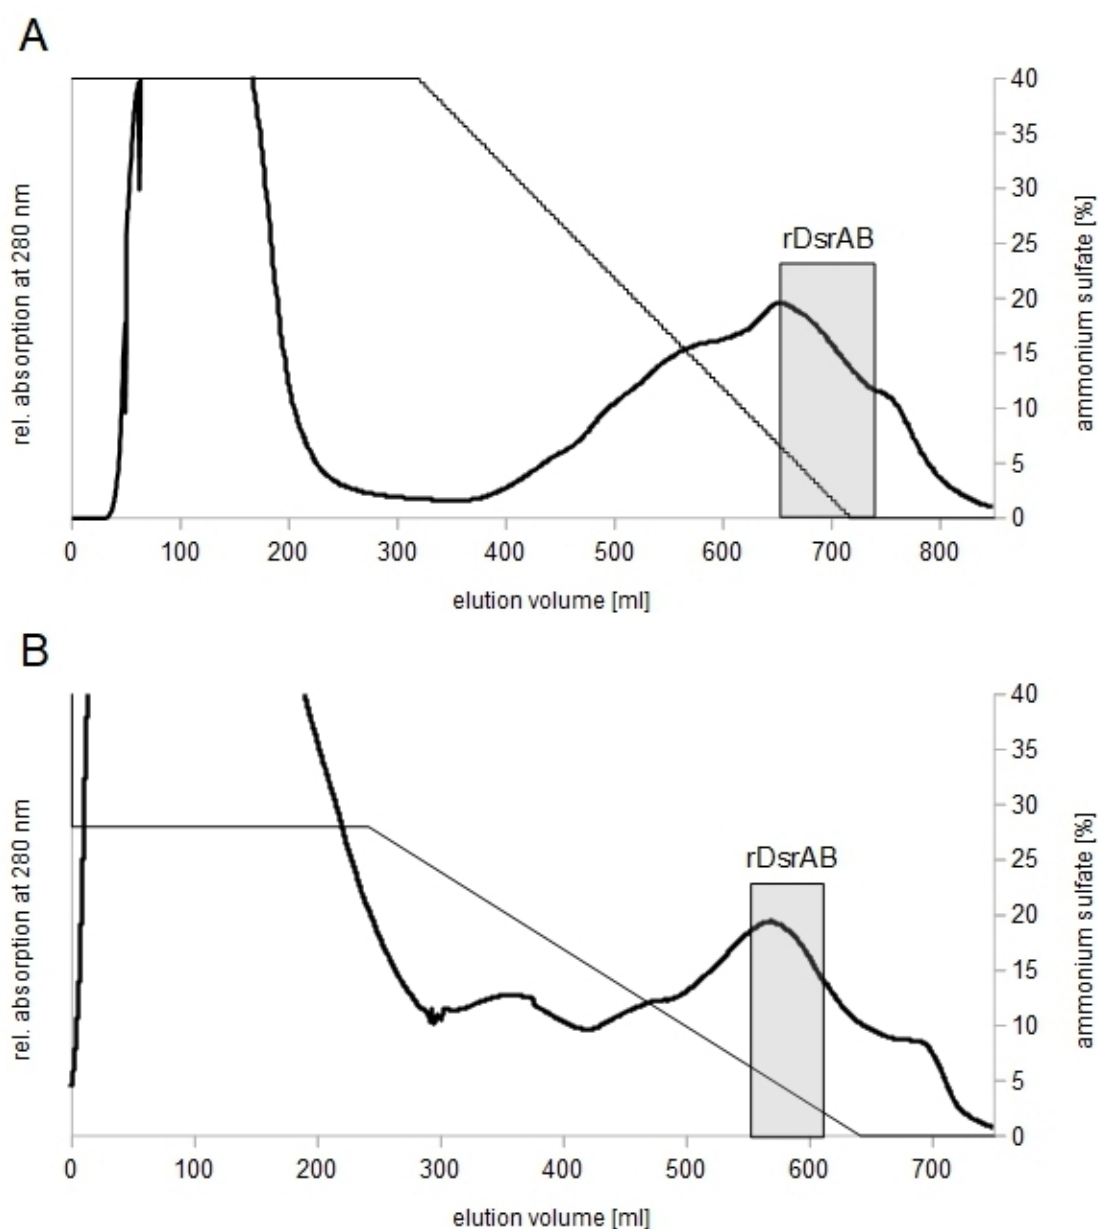 A
rel. absorption at 280 nm
ammonium sulfate [%]
40
35
30
25
20
15
10
5
0
rDsrAB
0 100 200 300 400 500 600 700 800
elution volume [ml]
B
rel. absorption at 280 nm
ammonium sulfate [%]
40
35
30
25
20
15
10
5
0
rDsrAB
0 100 200 300 400 500 600 700
elution volume [ml]